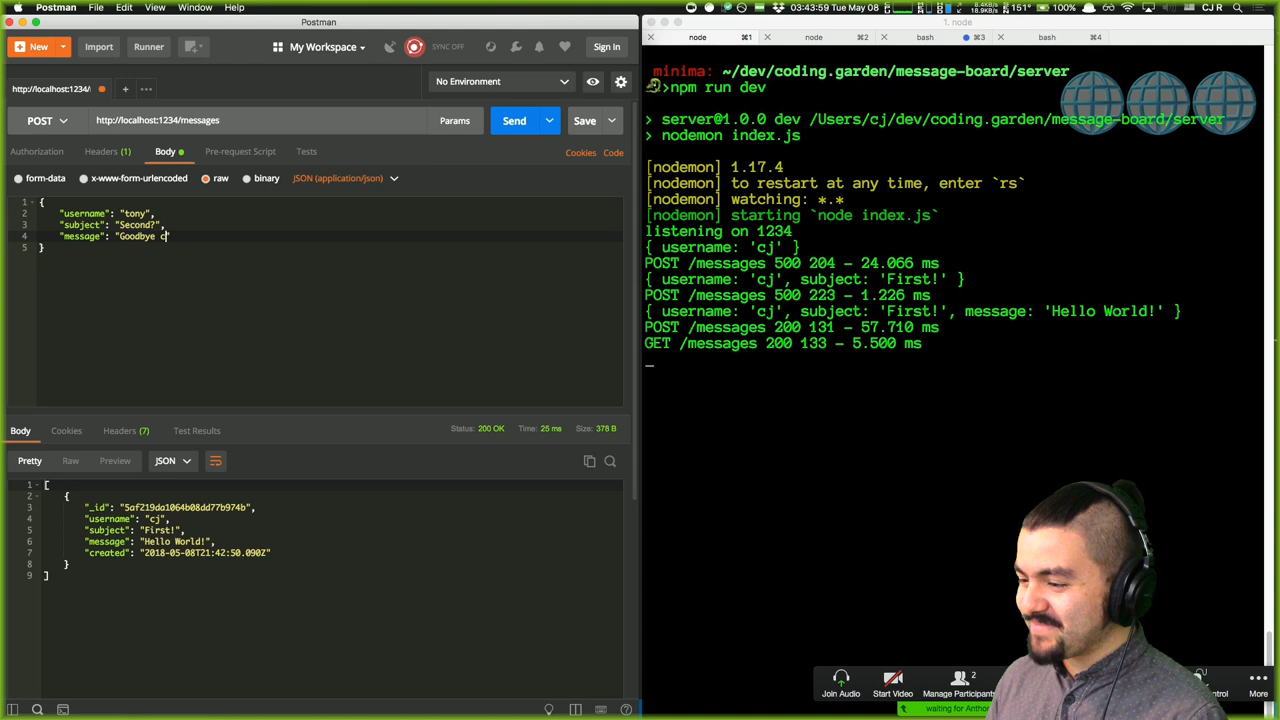 Postman File Edit View Window Help
8.4KB/s
18.9KB/s
151° 100% 03:43:59 Tue May 08 CJ R
Postman
New Import Runner My Workspace SYNC OFF Sign In
http://localhost:1234/ + ••• No Environment
POST http://localhost:1234/messages Params Send Save
Authorization Headers (1) Body Pre-request Script Tests Cookies Code
form-data x-www-form-urlencoded raw binary JSON (application/json)
1 {
2 "username": "tony",
3 "subject": "Second?",
4 "message": "Goodbye c"
5 }
Body Cookies Headers (7) Test Results Status: 200 OK Time: 25 ms Size: 378 B
Pretty Raw Preview JSON
1 [
2 {
3 "_id": "5af219da1064b08dd77b974b",
4 "username": "cj",
5 "subject": "First!",
6 "message": "Hello World!",
7 "created": "2018-05-08T21:42:50.090Z"
8 }
9 ]
1. node
node ⌘1 node ⌘2 bash ⌘3 bash ⌘4
minima: ~/dev/coding.garden/message-board/server
>npm run dev
> server@1.0.0 dev /Users/cj/dev/coding.garden/message-board/server
> nodemon index.js
[nodemon] 1.17.4
[nodemon] to restart at any time, enter `rs`
[nodemon] watching: *.*
[nodemon] starting `node index.js`
listening on 1234
{ username: 'cj' }
POST /messages 500 204 - 24.066 ms
{ username: 'cj', subject: 'First!' }
POST /messages 500 223 - 1.226 ms
{ username: 'cj', subject: 'First!', message: 'Hello World!' }
POST /messages 200 131 - 57.710 ms
GET /messages 200 133 - 5.500 ms
Join Audio Start Video Manage Participants 2 More
waiting for Antho